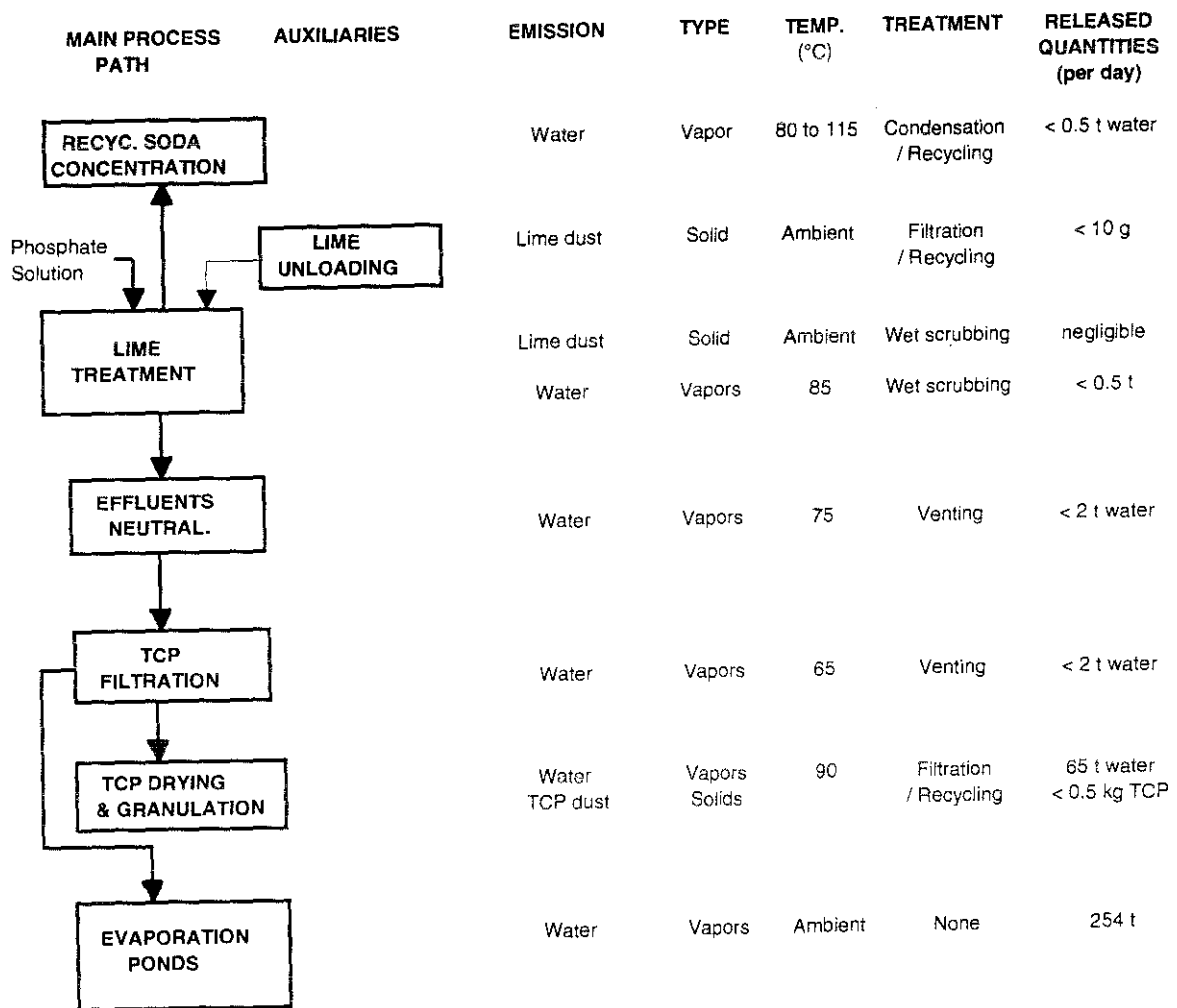 MAIN PROCESS PATH AUXILIARIES EMISSION TYPE TEMP. (°C) TREATMENT RELEASED QUANTITIES (per day)
RECYC. SODA
CONCENTRATION
Water Vapor 80 to 115 Condensation / Recycling < 0.5 t water
Phosphate
Solution
LIME
UNLOADING
Lime dust Solid Ambient Filtration / Recycling < 10 g
LIME
TREATMENT
Lime dust Solid Ambient Wet scrubbing negligible
Water Vapors 85 Wet scrubbing < 0.5 t
EFFLUENTS
NEUTRAL.
Water Vapors 75 Venting < 2 t water
TCP
FILTRATION
Water Vapors 65 Venting < 2 t water
TCP DRYING
& GRANULATION
Water Vapors 90 Filtration 65 t water
TCP dust Solids / Recycling < 0.5 kg TCP
EVAPORATION
PONDS
Water Vapors Ambient None 254 t